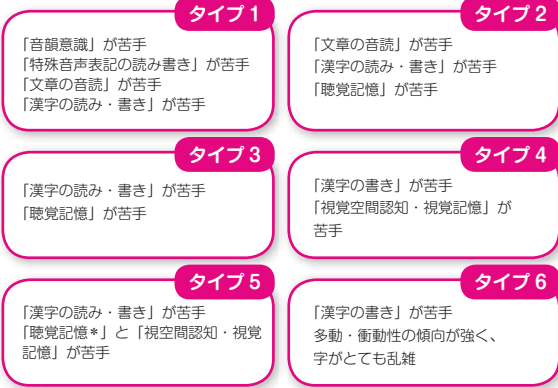 タイプ 1
「音韻意識」が苦手
「特殊音声表記の読み書き」が苦手
「文章の音読」が苦手
「漢字の読み・書き」が苦手
タイプ 2
「文章の音読」が苦手
「漢字の読み・書き」が苦手
「聴覚記憶」が苦手
タイプ 3
「漢字の読み・書き」が苦手
「聴覚記憶」が苦手
タイプ 4
「漢字の書き」が苦手
「視覚空間認知・視覚記憶」が
苦手
タイプ 5
「漢字の読み・書き」が苦手
「聴覚記憶*」と「視空間認知・視覚
記憶」が苦手
タイプ 6
「漢字の書き」が苦手
多動・衝動性の傾向が強く、
字がとても乱雑